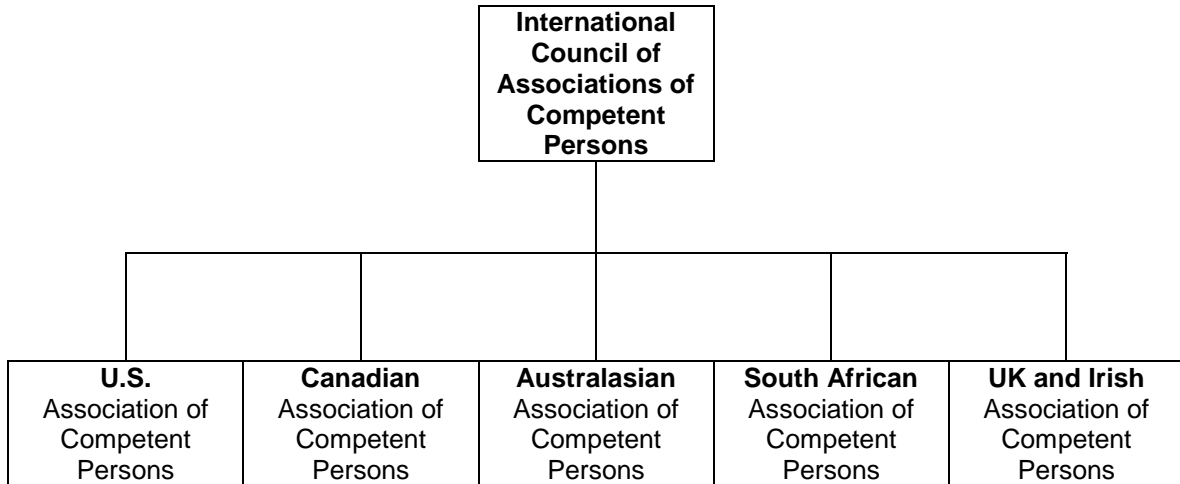 International
Council of
Associations of
Competent
Persons
U.S.
Association of
Competent
Persons
Canadian
Association of
Competent
Persons
Australasian
Association of
Competent
Persons
South African
Association of
Competent
Persons
UK and Irish
Association of
Competent
Persons